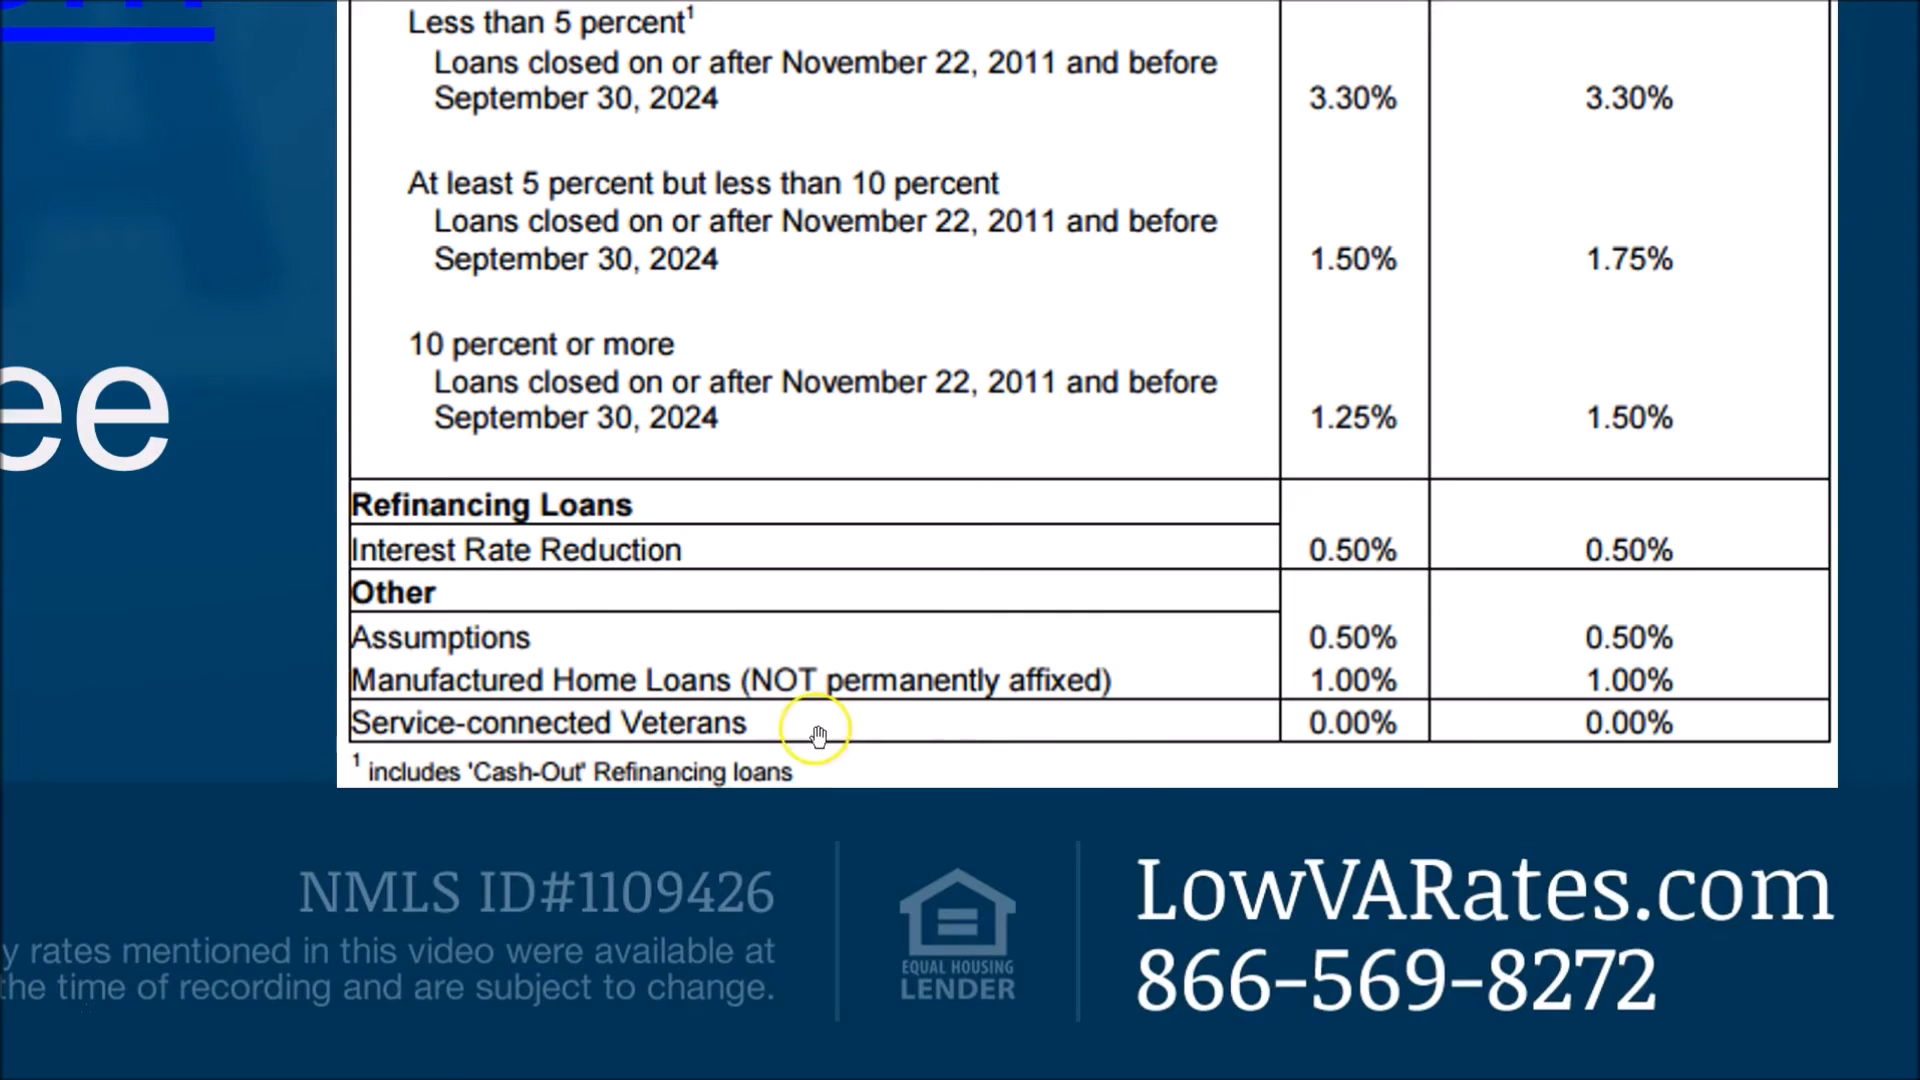 Less than 5 percent¹
Loans closed on or after November 22, 2011 and before
September 30, 2024 3.30% 3.30%
At least 5 percent but less than 10 percent
Loans closed on or after November 22, 2011 and before
September 30, 2024 1.50% 1.75%
ee
10 percent or more
Loans closed on or after November 22, 2011 and before
September 30, 2024 1.25% 1.50%
Refinancing Loans
Interest Rate Reduction 0.50% 0.50%
Other
Assumptions 0.50% 0.50%
Manufactured Home Loans (NOT permanently affixed) 1.00% 1.00%
Service-connected Veterans 0.00% 0.00%
¹ includes 'Cash-Out' Refinancing loans
NMLS ID#1109426
y rates mentioned in this video were available at
the time of recording and are subject to change.
EQUAL HOUSING
LENDER
LowVARates.com
866-569-8272